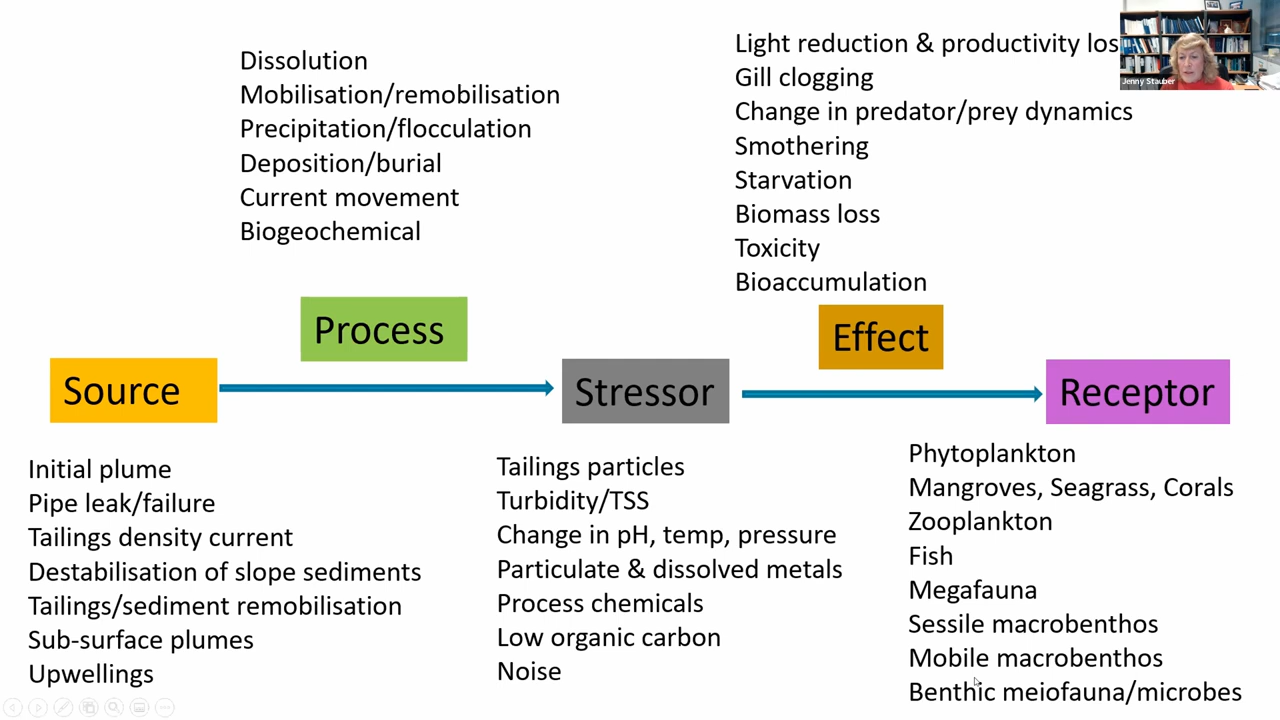 Dissolution
Mobilisation/remobilisation
Precipitation/flocculation
Deposition/burial
Current movement
Biogeochemical
Light reduction & productivity los
Gill clogging
Change in predator/prey dynamics
Smothering
Starvation
Biomass loss
Toxicity
Bioaccumulation
Jenny Stauber
Process
Effect
Source
Stressor
Receptor
Initial plume
Pipe leak/failure
Tailings density current
Destabilisation of slope sediments
Tailings/sediment remobilisation
Sub-surface plumes
Upwellings
Tailings particles
Turbidity/TSS
Change in pH, temp, pressure
Particulate & dissolved metals
Process chemicals
Low organic carbon
Noise
Phytoplankton
Mangroves, Seagrass, Corals
Zooplankton
Fish
Megafauna
Sessile macrobenthos
Mobile macrobenthos
Benthic meiofauna/microbes